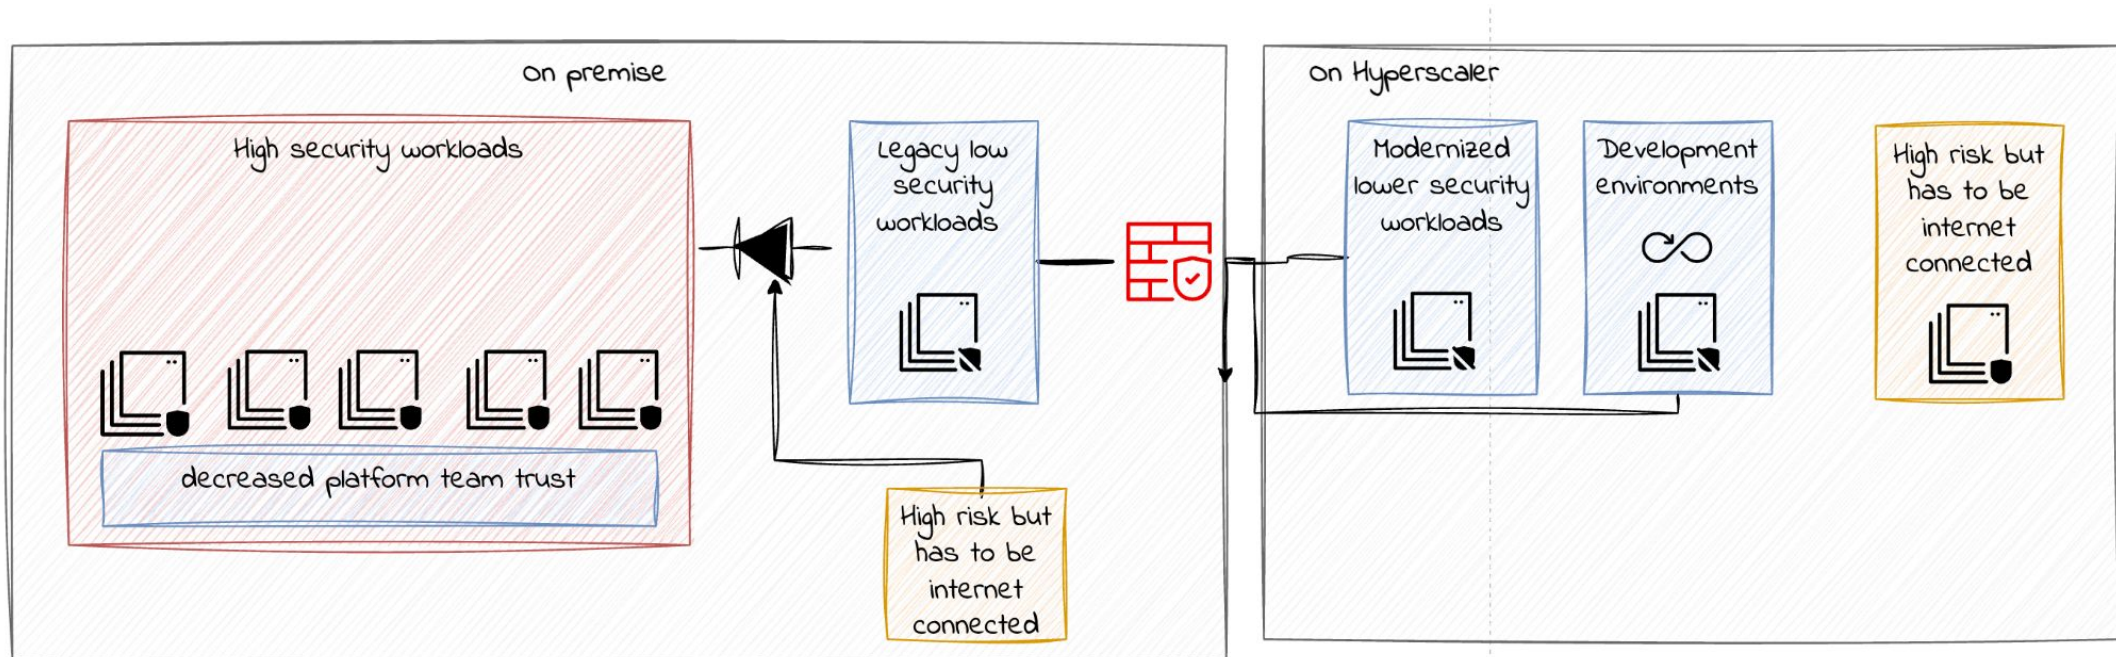 On premise
High security workloads
decreased platform team trust
Legacy low
security
workloads
High risk but
has to be
internet
connected
On Hyperscaler
Modernized
lower security
workloads
Development
environments
High risk but
has to be
internet
connected